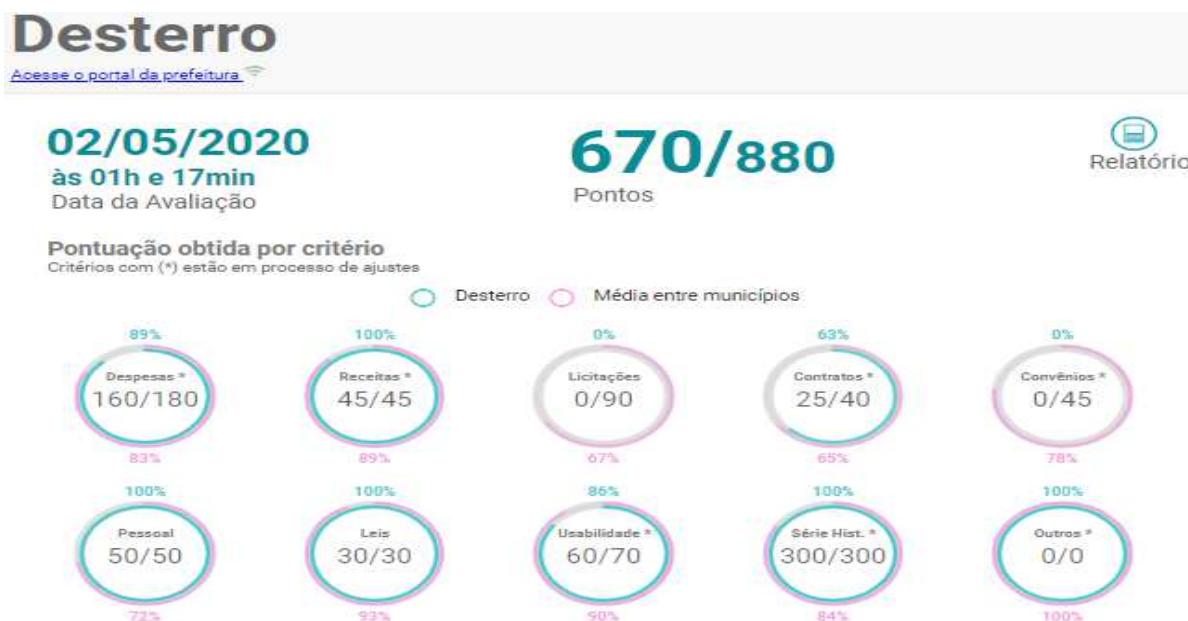 Desterro
Acesse o portal da prefeitura
02/05/2020
às 01h e 17min
Data da Avaliação
670/880
Pontos
Relatório
Pontuação obtida por critério
Critérios com (*) estão em processo de ajustes
Desterro Média entre municípios
89% 100% 0% 63% 0%
Despesas * Receitas * Licitações Contratos * Convênios *
160/180 45/45 0/90 25/40 0/45
83% 89% 67% 65% 78%
100% 100% 86% 100% 100%
Pessoal Leis Usabilidade * Série Hist. * Outros *
50/50 30/30 60/70 300/300 0/0
72% 93% 90% 84% 100%